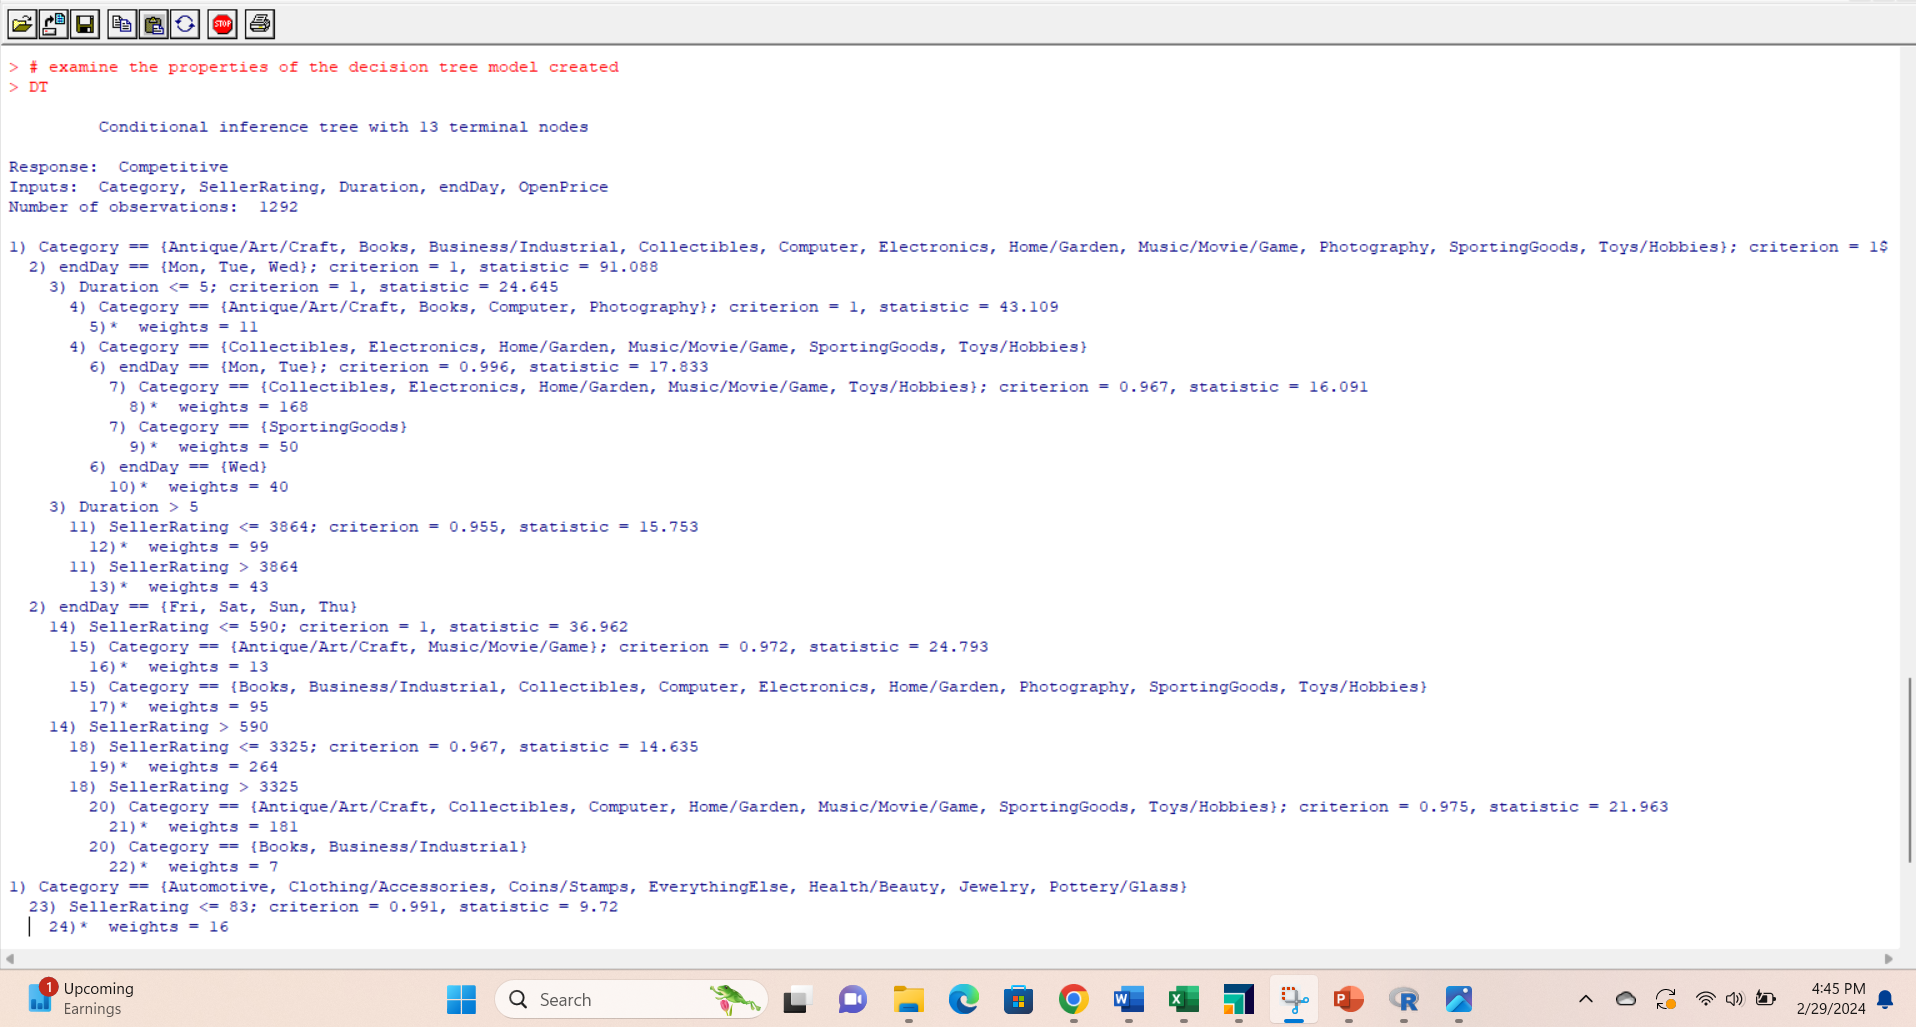 STOP
> # examine the properties of the decision tree model created
> DT
Conditional inference tree with 13 terminal nodes
Response:  Competitive
Inputs:  Category, SellerRating, Duration, endDay, OpenPrice
Number of observations:  1292
1) Category == {Antique/Art/Craft, Books, Business/Industrial, Collectibles, Computer, Electronics, Home/Garden, Music/Movie/Game, Photography, SportingGoods, Toys/Hobbies}; criterion = 1$
2) endDay == {Mon, Tue, Wed}; criterion = 1, statistic = 91.088
3) Duration <= 5; criterion = 1, statistic = 24.645
4) Category == {Antique/Art/Craft, Books, Computer, Photography}; criterion = 1, statistic = 43.109
5)*  weights = 11
4) Category == {Collectibles, Electronics, Home/Garden, Music/Movie/Game, SportingGoods, Toys/Hobbies}
6) endDay == {Mon, Tue}; criterion = 0.996, statistic = 17.833
7) Category == {Collectibles, Electronics, Home/Garden, Music/Movie/Game, Toys/Hobbies}; criterion = 0.967, statistic = 16.091
8)*  weights = 168
7) Category == {SportingGoods}
9)*  weights = 50
6) endDay == {Wed}
10)*  weights = 40
3) Duration > 5
11) SellerRating <= 3864; criterion = 0.955, statistic = 15.753
12)*  weights = 99
11) SellerRating > 3864
13)*  weights = 43
2) endDay == {Fri, Sat, Sun, Thu}
14) SellerRating <= 590; criterion = 1, statistic = 36.962
15) Category == {Antique/Art/Craft, Music/Movie/Game}; criterion = 0.972, statistic = 24.793
16)*  weights = 13
15) Category == {Books, Business/Industrial, Collectibles, Computer, Electronics, Home/Garden, Photography, SportingGoods, Toys/Hobbies}
17)*  weights = 95
14) SellerRating > 590
18) SellerRating <= 3325; criterion = 0.967, statistic = 14.635
19)*  weights = 264
18) SellerRating > 3325
20) Category == {Antique/Art/Craft, Collectibles, Computer, Home/Garden, Music/Movie/Game, SportingGoods, Toys/Hobbies}; criterion = 0.975, statistic = 21.963
21)*  weights = 181
20) Category == {Books, Business/Industrial}
22)*  weights = 7
1) Category == {Automotive, Clothing/Accessories, Coins/Stamps, EverythingElse, Health/Beauty, Jewelry, Pottery/Glass}
23) SellerRating <= 83; criterion = 0.991, statistic = 9.72
24)*  weights = 16
1 Upcoming
Earnings
Search
W
X
P
R
4:45 PM
2/29/2024